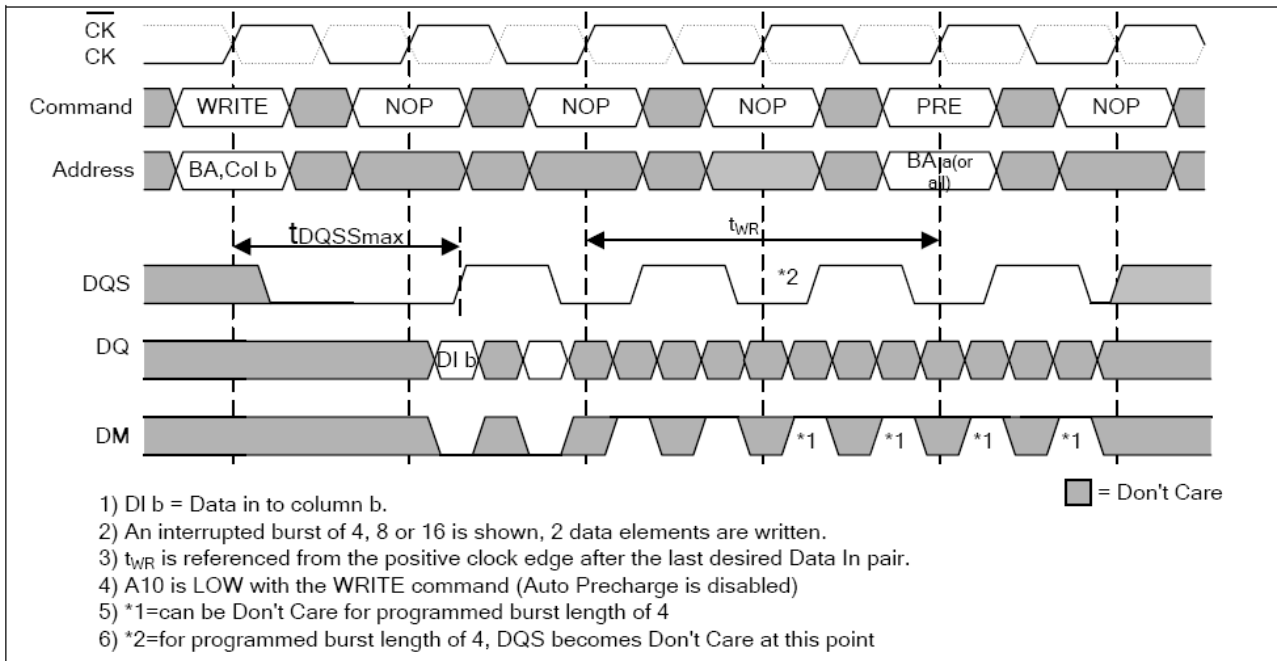 CK
CK
Command WRITE NOP NOP NOP PRE NOP
Address BA,Col b BA a(or
all)
tDQSSmax tWR
DQS *2
DQ DI b
DM *1 *1 *1 *1
= Don't Care
1) DI b = Data in to column b.
2) An interrupted burst of 4, 8 or 16 is shown, 2 data elements are written.
3) tWR is referenced from the positive clock edge after the last desired Data In pair.
4) A10 is LOW with the WRITE command (Auto Precharge is disabled)
5) *1=can be Don't Care for programmed burst length of 4
6) *2=for programmed burst length of 4, DQS becomes Don't Care at this point